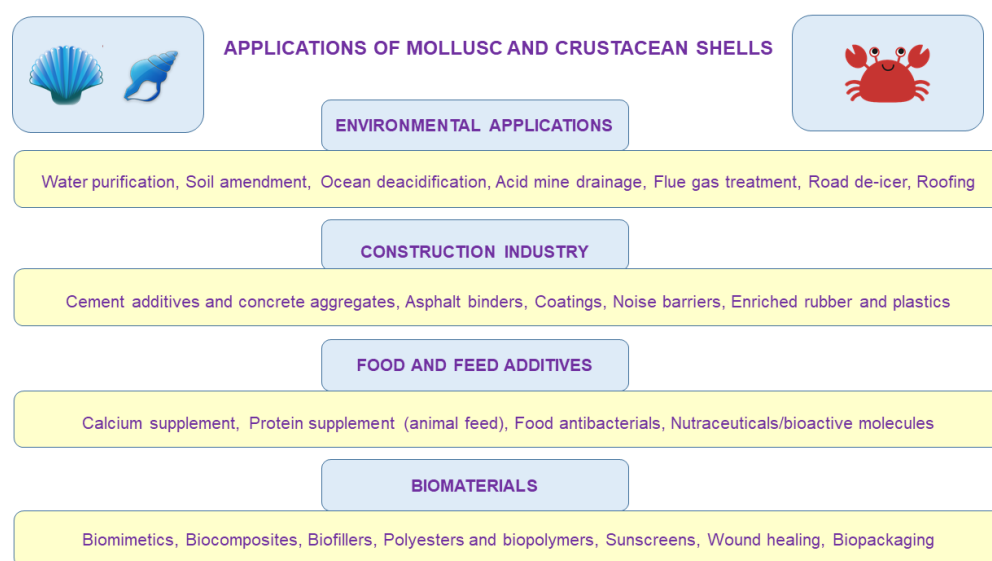 APPLICATIONS OF MOLLUSC AND CRUSTACEAN SHELLS
ENVIRONMENTAL APPLICATIONS
Water purification, Soil amendment, Ocean deacidification, Acid mine drainage, Flue gas treatment, Road de-icer, Roofing
CONSTRUCTION INDUSTRY
Cement additives and concrete aggregates, Asphalt binders, Coatings, Noise barriers, Enriched rubber and plastics
FOOD AND FEED ADDITIVES
Calcium supplement, Protein supplement (animal feed), Food antibacterials, Nutraceuticals/bioactive molecules
BIOMATERIALS
Biomimetics, Biocomposites, Biofillers, Polyesters and biopolymers, Sunscreens, Wound healing, Biopackaging